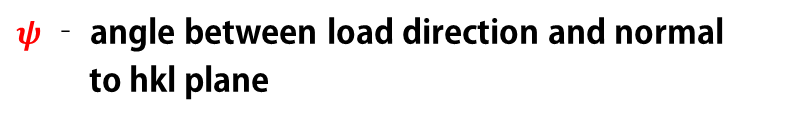 ψ - angle between load direction and normal
to hkl plane